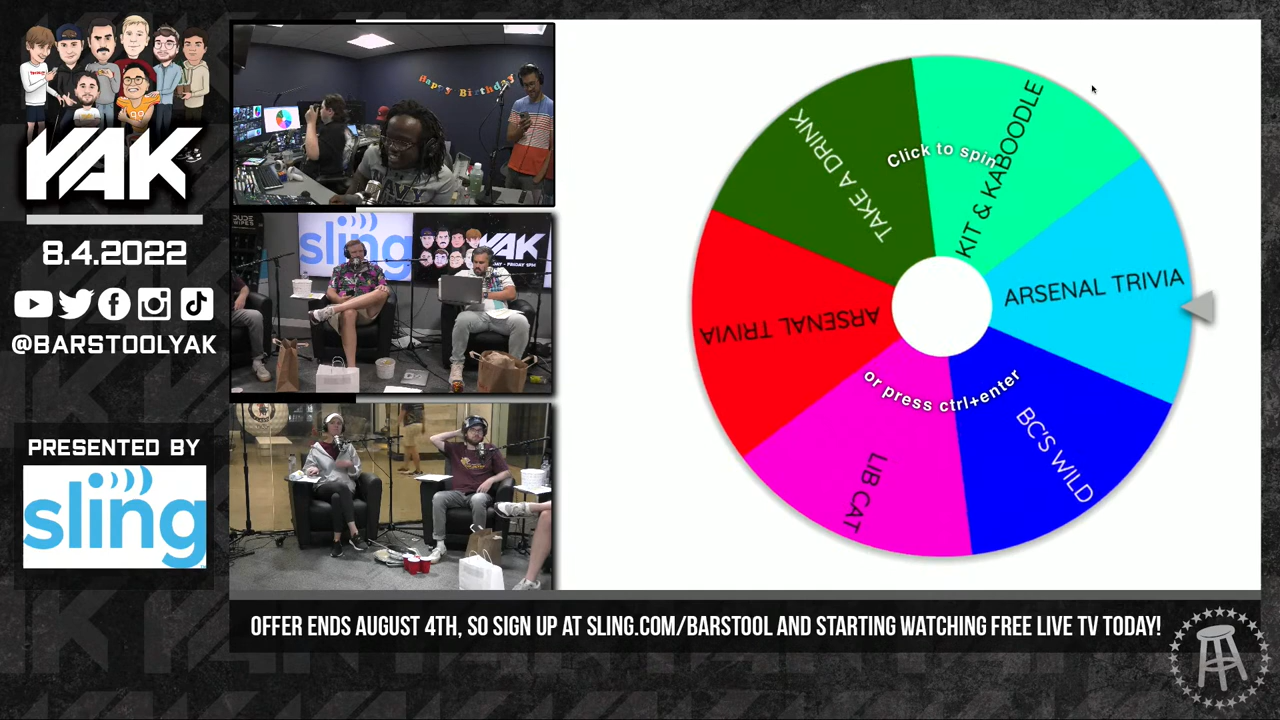 YAK
8.4.2022
@BARSTOOLYAK
PRESENTED BY
sling
Happy Birthday
sling
YAK
KIT & KABOODLE
ARSENAL TRIVIA
BC'S WILD
LIB CAT
ARSENAL TRIVIA
TAKE A DRINK
Click to spin
or press ctrl+enter
OFFER ENDS AUGUST 4TH, SO SIGN UP AT SLING.COM/BARSTOOL AND STARTING WATCHING FREE LIVE TV TODAY!